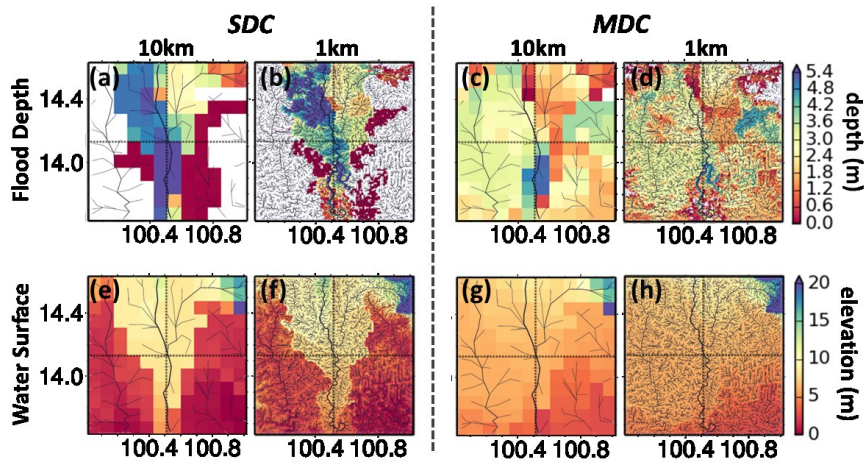 SDC
MDC
10km
1km
10km
1km
(a)
(b)
(c)
(d)
Flood Depth
14.4
14.0
5.4
4.8
4.2
3.6
3.0
2.4
1.8
1.2
0.6
0.0
depth (m)
100.4 100.8
100.4 100.8
100.4 100.8
100.4 100.8
(e)
(f)
(g)
(h)
Water Surface
14.4
14.0
20
15
10
5
0
elevation (m)
100.4 100.8
100.4 100.8
100.4 100.8
100.4 100.8